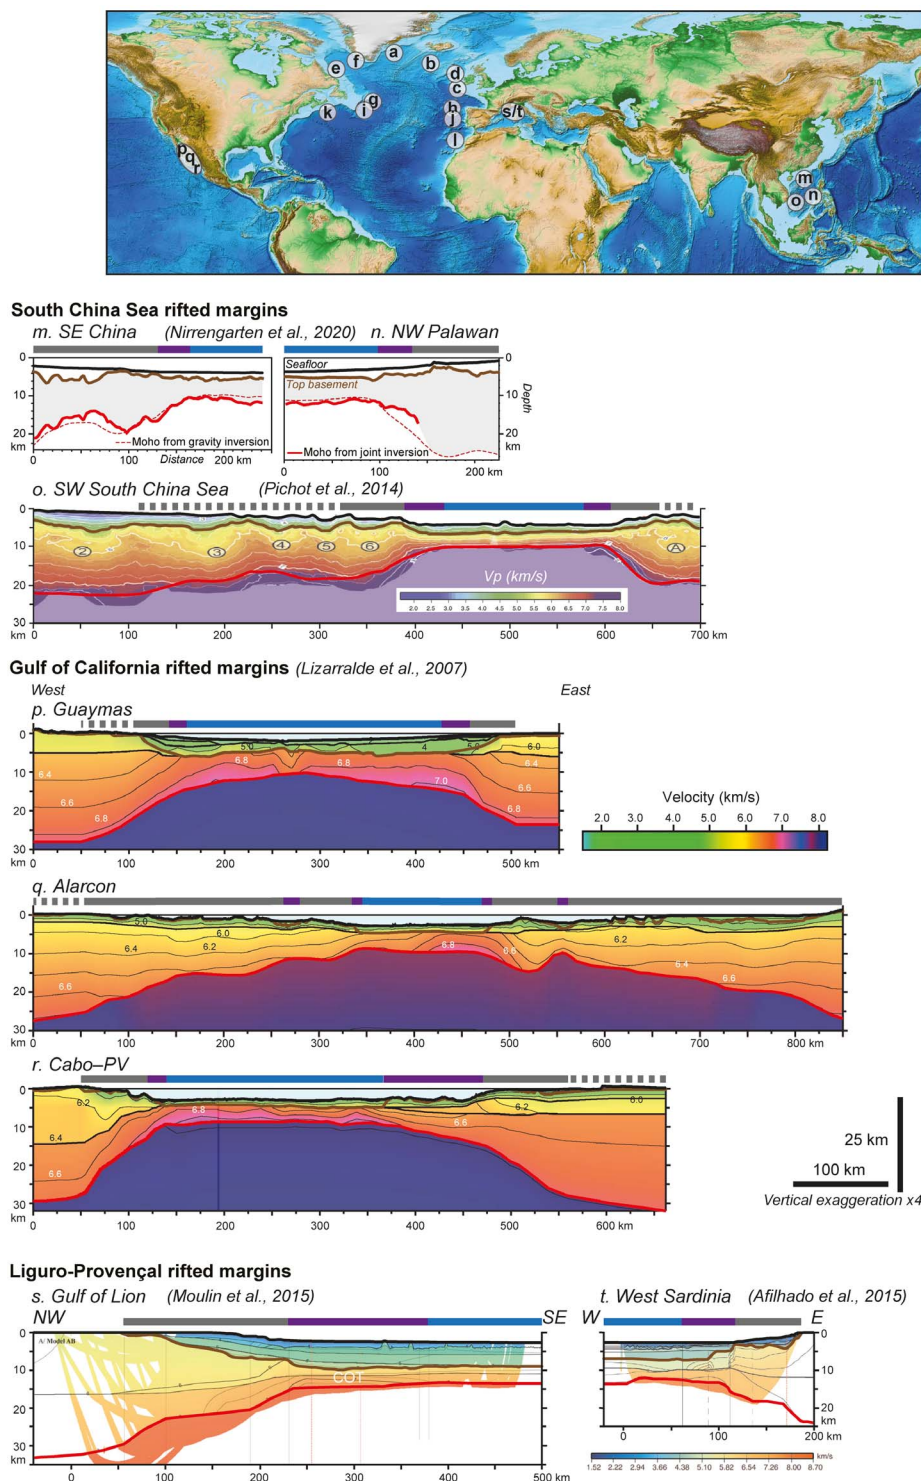 a
b
f
e
d
c
g
h
i
j
k
l
s/t
p
q
r
m
n
o
South China Sea rifted margins
m. SE China (Nirrengarten et al., 2020) n. NW Palawan
0
10
20
km
Seafloor
Top basement
Moho from gravity inversion
Moho from joint inversion
0
10
20
km
Depth
0 100 200 km
Distance
0 100 200 km
o. SW South China Sea (Pichot et al., 2014)
0
10
20
30
km
2 3 4 5 6 A
Vp (km/s)
2.0 2.5 3.0 3.5 4.0 4.5 5.0 5.5 6.0 6.5 7.0 7.5 8.0
0 100 200 300 400 500 600 700 km
Gulf of California rifted margins (Lizarralde et al., 2007)
West East
p. Guaymas
0
10
20
30
km
5.0 4 5.0 6.0
6.4 6.8 6.8 6.4
6.6 7.0 6.6
6.8 6.8
0 100 200 300 400 500 km
Velocity (km/s)
2.0 3.0 4.0 5.0 6.0 7.0 8.0
q. Alarcon
0
10
20
30
km
5.0 6.0 6.2
6.4 6.2 6.8 6.6 6.4
6.6 6.6
0 100 200 300 400 500 600 700 800 km
r. Cabo–PV
0
10
20
30
km
6.2 6.8 6.2 6.0
6.4 6.6
6.6
0 100 200 300 400 500 600 km
25 km
100 km
Vertical exaggeration x4
Liguro-Provençal rifted margins
s. Gulf of Lion (Moulin et al., 2015) t. West Sardinia (Afilhado et al., 2015)
NW SE W E
A/ Model AB
COT
0
10
20
30
km
0 100 200 300 400 500 km
0
10
20
km
0 100 200 km
km/s
1.52 2.22 2.94 3.66 4.38 5.10 5.82 6.54 7.26 8.00 8.70